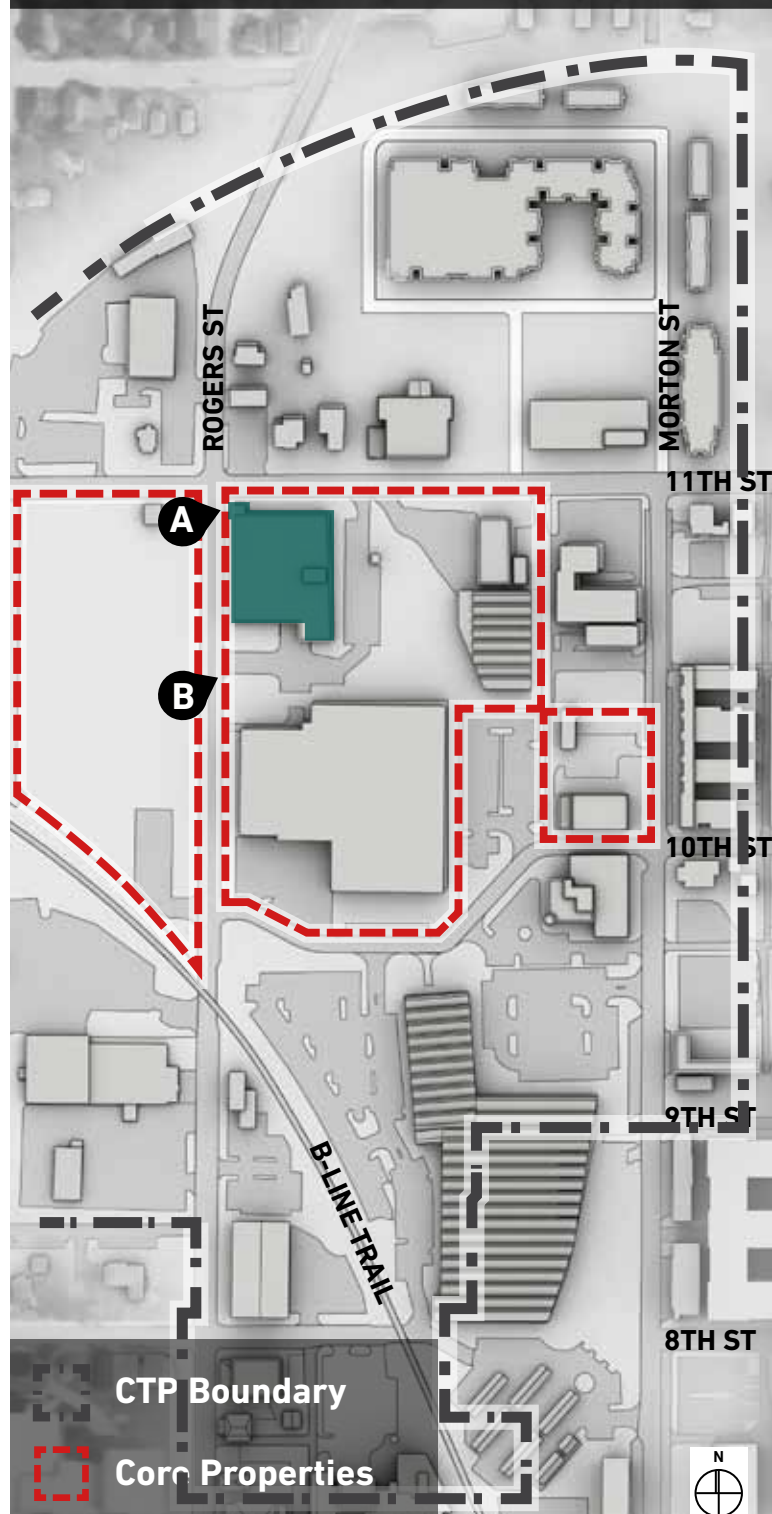 ROGERS ST
MORTON ST
11TH ST
A
B
10TH ST
9TH ST
B-LINE TRAIL
8TH ST
CTP Boundary
Core Properties
N